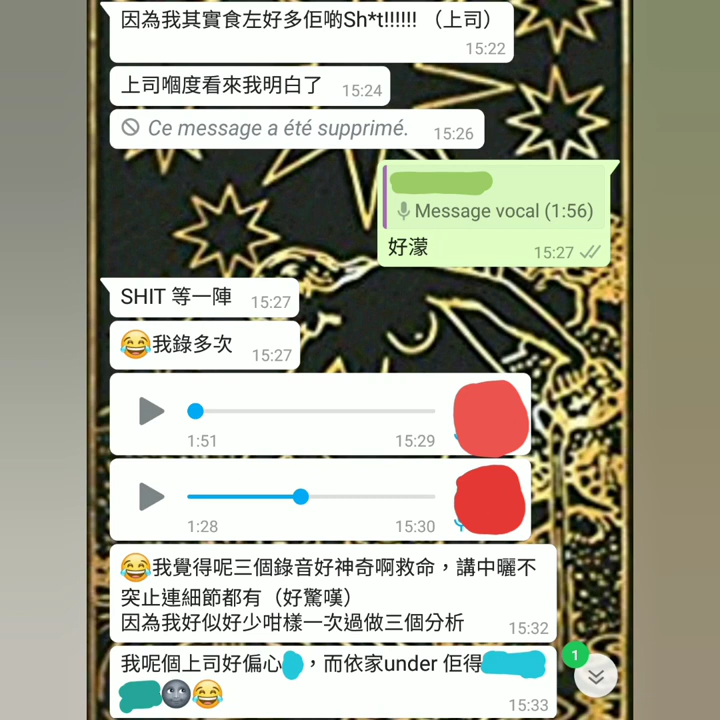 因為我其實食左好多佢啲Sh*t!!!!!! （上司）
15:22
上司嗰度看來我明白了
15:24
Ce message a été supprimé.
15:26
Message vocal (1:56)
好濛
15:27
SHIT 等一陣
15:27
😂我錄多次
15:27
1:51
15:29
1:28
15:30
😂我覺得呢三個錄音好神奇啊救命，講中曬不
突止連細節都有（好驚嘆）
因為我好似好少咁樣一次過做三個分析
15:32
1
我呢個上司好偏心 ，而依家under 佢得
🌚😂
15:33